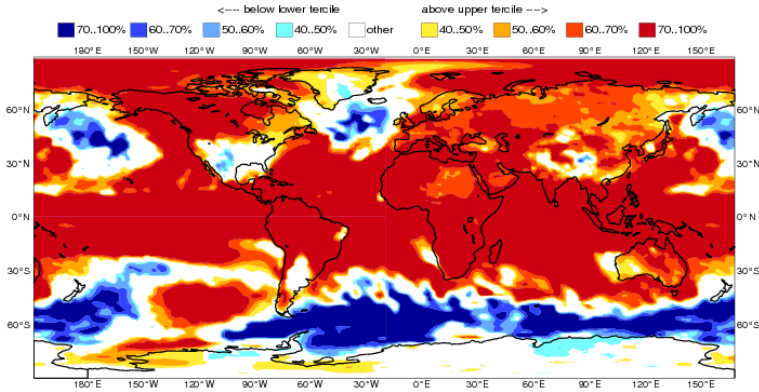 <---- below lower tercile above upper tercile ---->
70..100% 60..70% 50..60% 40..50% other 40..50% 50..60% 60..70% 70..100%
180°E 150°W 120°W 90°W 60°W 30°W 0°E 30°E 60°E 90°E 120°E 150°E
60°N 60°N
30°N 30°N
0°N 0°N
30°S 30°S
60°S 60°S
180°E 150°W 120°W 90°W 60°W 30°W 0°E 30°E 60°E 90°E 120°E 150°E